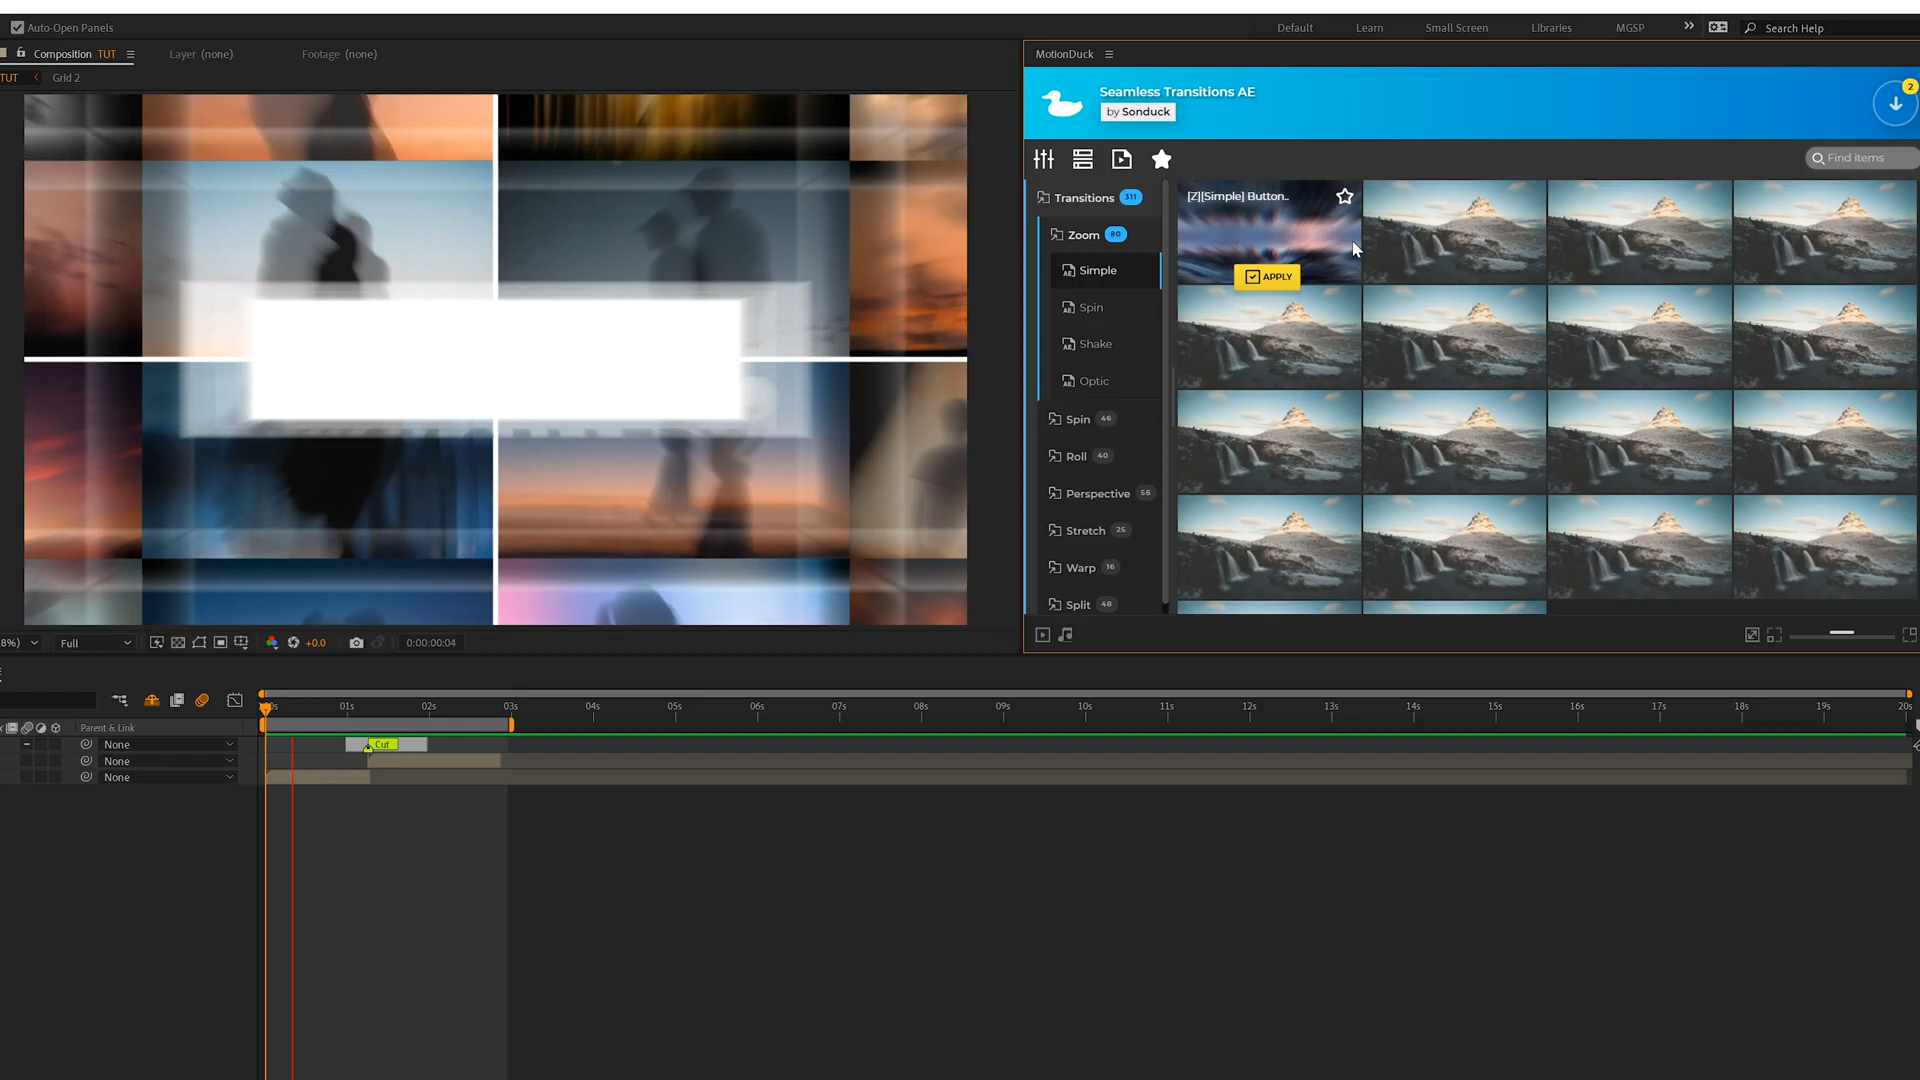 Auto-Open Panels
Default
Learn
Small Screen
Libraries
MGSP
Search Help
Composition TUT
Layer (none)
Footage (none)
TUT
Grid 2
MotionDuck
Seamless Transitions AE
by Sonduck
2
Find items
Transitions 311
Zoom 80
Simple
Spin
Shake
Optic
Spin 46
Roll 40
Perspective 56
Stretch 25
Warp 16
Split 48
[Z][Simple] Button..
APPLY
8%)
Full
+0.0
0:00:00:04
01s
02s
03s
04s
05s
06s
07s
08s
09s
10s
11s
12s
13s
14s
15s
16s
17s
18s
19s
20s
Parent & Link
None
Cut
None
None